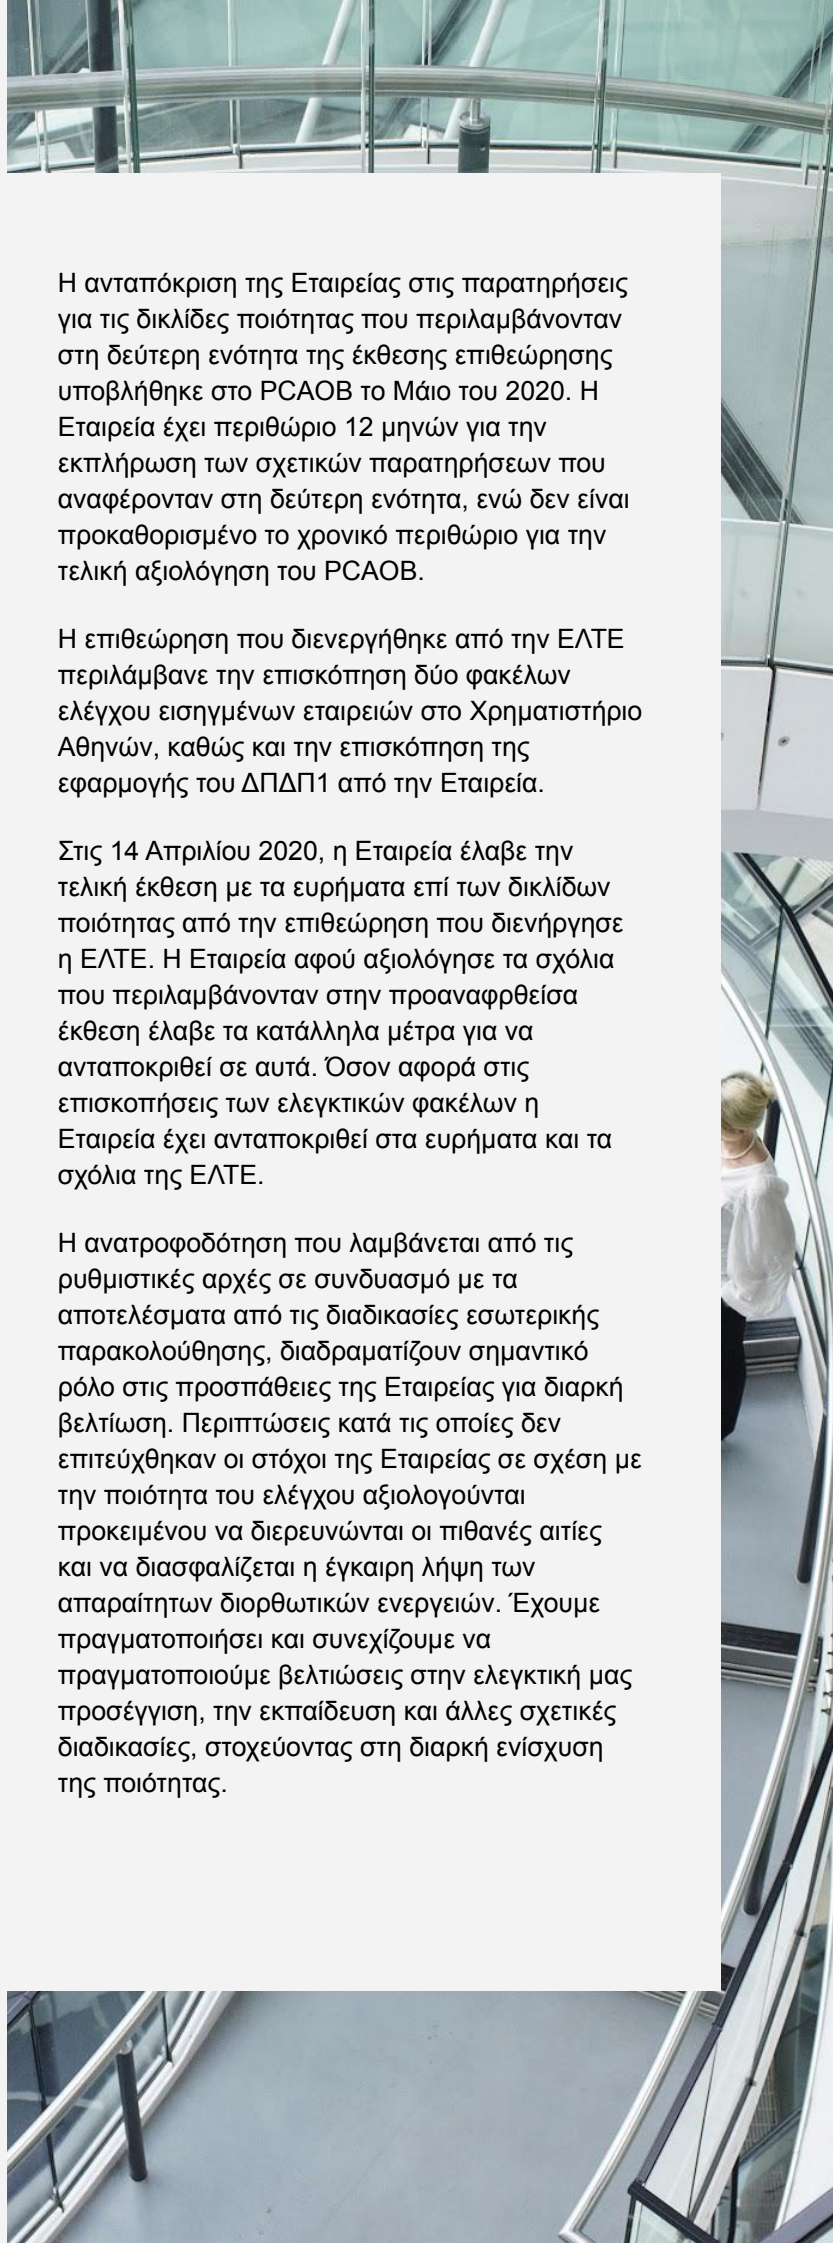 Η ανταπόκριση της Εταιρείας στις παρατηρήσεις
για τις δικλίδες ποιότητας που περιλαμβάνονταν
στη δεύτερη ενότητα της έκθεσης επιθεώρησης
υποβλήθηκε στο PCAOB το Μάιο του 2020. Η
Εταιρεία έχει περιθώριο 12 μηνών για την
εκπλήρωση των σχετικών παρατηρήσεων που
αναφέρονταν στη δεύτερη ενότητα, ενώ δεν είναι
προκαθορισμένο το χρονικό περιθώριο για την
τελική αξιολόγηση του PCAOB.

Η επιθεώρηση που διενεργήθηκε από την ΕΛΤΕ
περιλάμβανε την επισκόπηση δύο φακέλων
ελέγχου εισηγμένων εταιρειών στο Χρηματιστήριο
Αθηνών, καθώς και την επισκόπηση της
εφαρμογής του ΔΠΔΠ1 από την Εταιρεία.

Στις 14 Απριλίου 2020, η Εταιρεία έλαβε την
τελική έκθεση με τα ευρήματα επί των δικλίδων
ποιότητας από την επιθεώρηση που διενήργησε
η ΕΛΤΕ. Η Εταιρεία αφού αξιολόγησε τα σχόλια
που περιλαμβάνονταν στην προαναφρθείσα
έκθεση έλαβε τα κατάλληλα μέτρα για να
ανταποκριθεί σε αυτά. Όσον αφορά στις
επισκοπήσεις των ελεγκτικών φακέλων η
Εταιρεία έχει ανταποκριθεί στα ευρήματα και τα
σχόλια της ΕΛΤΕ.

Η ανατροφοδότηση που λαμβάνεται από τις
ρυθμιστικές αρχές σε συνδυασμό με τα
αποτελέσματα από τις διαδικασίες εσωτερικής
παρακολούθησης, διαδραματίζουν σημαντικό
ρόλο στις προσπάθειες της Εταιρείας για διαρκή
βελτίωση. Περιπτώσεις κατά τις οποίες δεν
επιτεύχθηκαν οι στόχοι της Εταιρείας σε σχέση με
την ποιότητα του ελέγχου αξιολογούνται
προκειμένου να διερευνώνται οι πιθανές αιτίες
και να διασφαλίζεται η έγκαιρη λήψη των
απαραίτητων διορθωτικών ενεργειών. Έχουμε
πραγματοποιήσει και συνεχίζουμε να
πραγματοποιούμε βελτιώσεις στην ελεγκτική μας
προσέγγιση, την εκπαίδευση και άλλες σχετικές
διαδικασίες, στοχεύοντας στη διαρκή ενίσχυση
της ποιότητας.